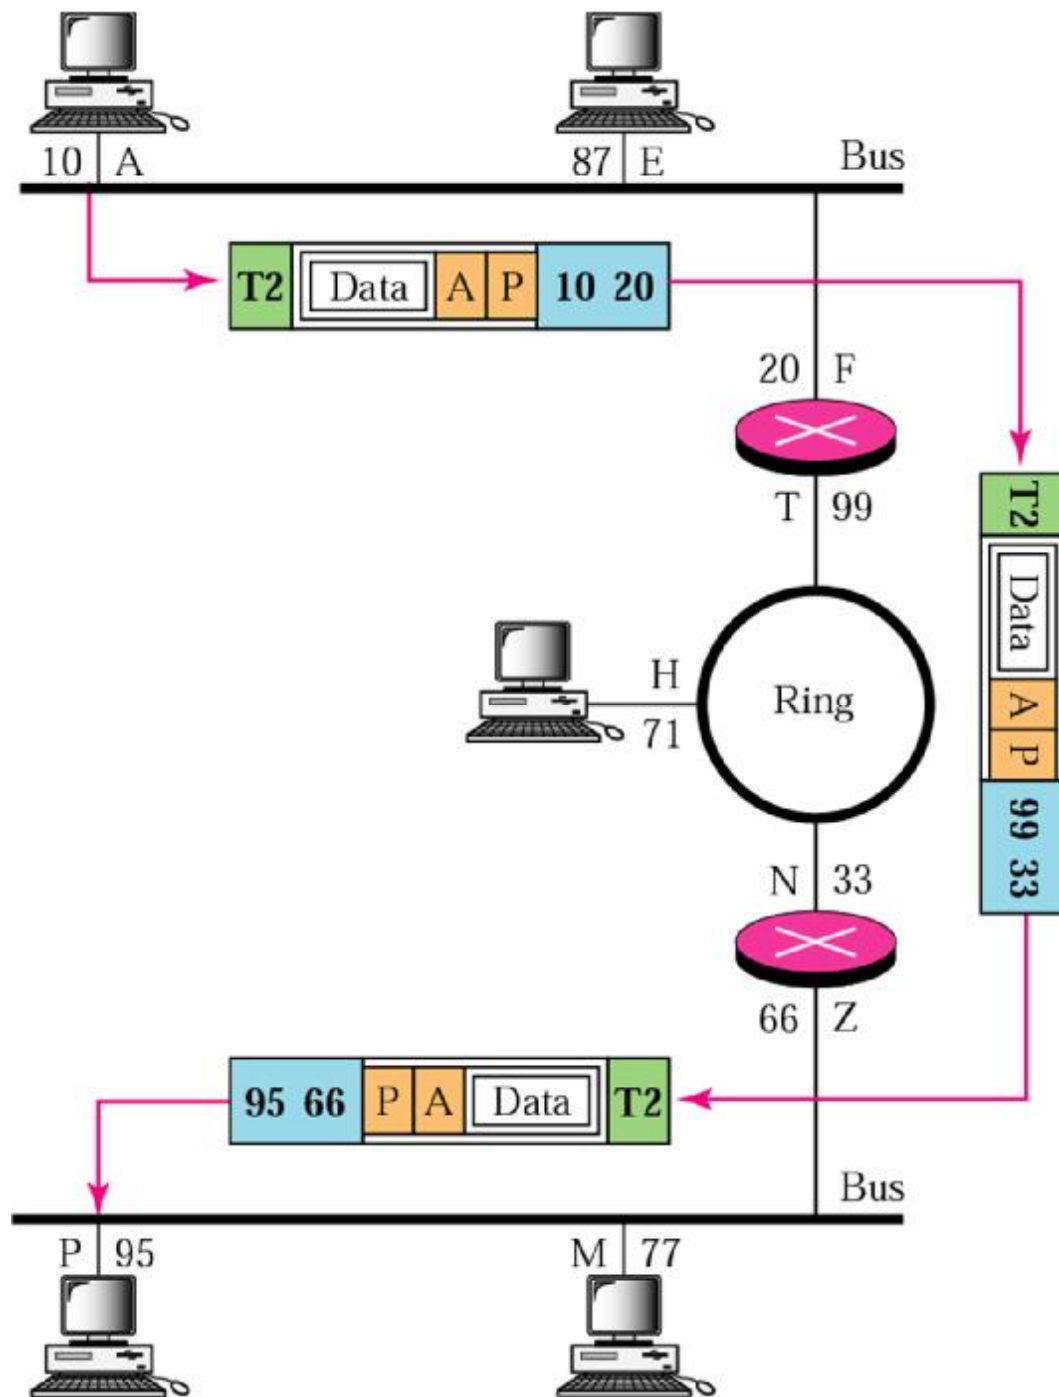 10 A
87 E
Bus
T2 Data A P 10 20
20 F
T 99
T2 Data A P 99 33
H
71
Ring
N 33
66 Z
95 66 P A Data T2
Bus
P 95
M 77